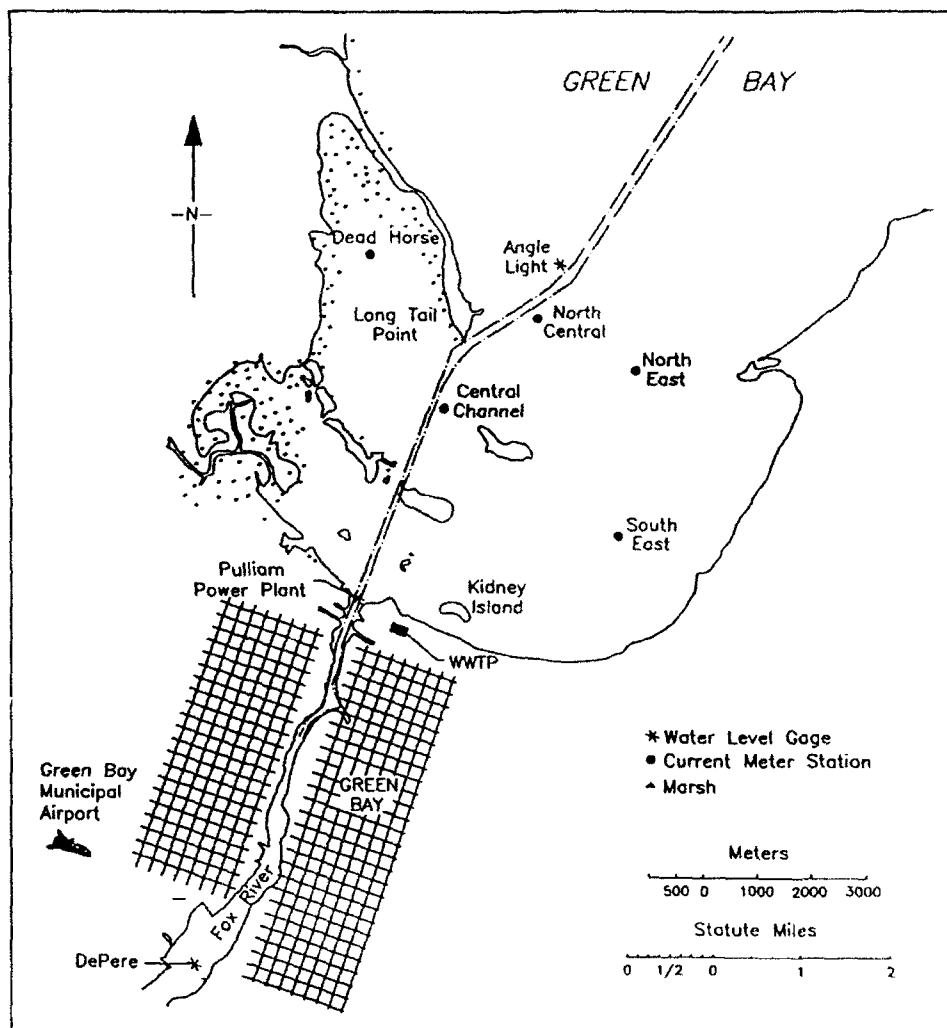 GREEN BAY
-N-
Dead Horse
Angle
Light
Long Tail
Point
North
Central
North
East
Central
Channel
South
East
Pulliam
Power Plant
Kidney
Island
WWTP
Green Bay
Municipal
Airport
GREEN
BAY
Water Level Gage
Current Meter Station
Marsh
Meters
500 0 1000 2000 3000
Statute Miles
0 1/2 0 1 2
Fox River
DePere